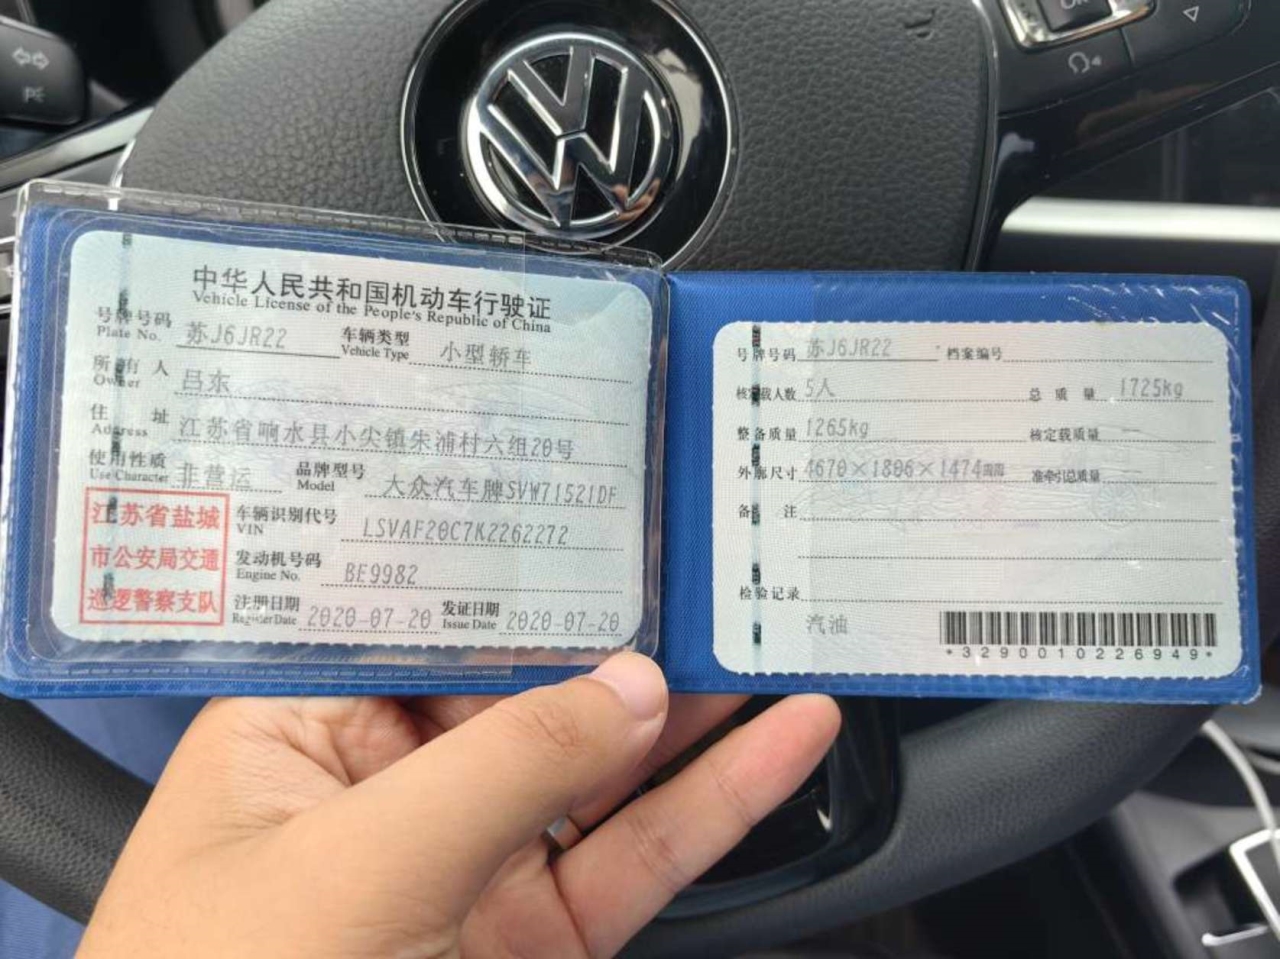 中华人民共和国机动车行驶证
Vehicle License of the People's Republic of China
号牌号码 苏J6JR22 车辆类型 小型轿车
Plate No. Vehicle Type
所有人 吕东
Owner
住址 江苏省响水县小尖镇朱浦村六组20号
Address
使用性质 非营运 品牌型号 大众汽车牌SVW71521DF
Use Character Model
江苏省盐城
市公安局交通
巡逻警察支队
车辆识别代号 LSVAF20C7K2262272
VIN
发动机号码 BE9982
Engine No.
注册日期 2020-07-20 发证日期 2020-07-20
Register Date Issue Date
号牌号码 苏J6JR22 档案编号
核定载人数 5人 总质量 1725kg
整备质量 1265kg 核定载质量 —
外廓尺寸 4670×1806×1474 准牵引总质量 —
备注
检验记录
汽油
*3290010226949*